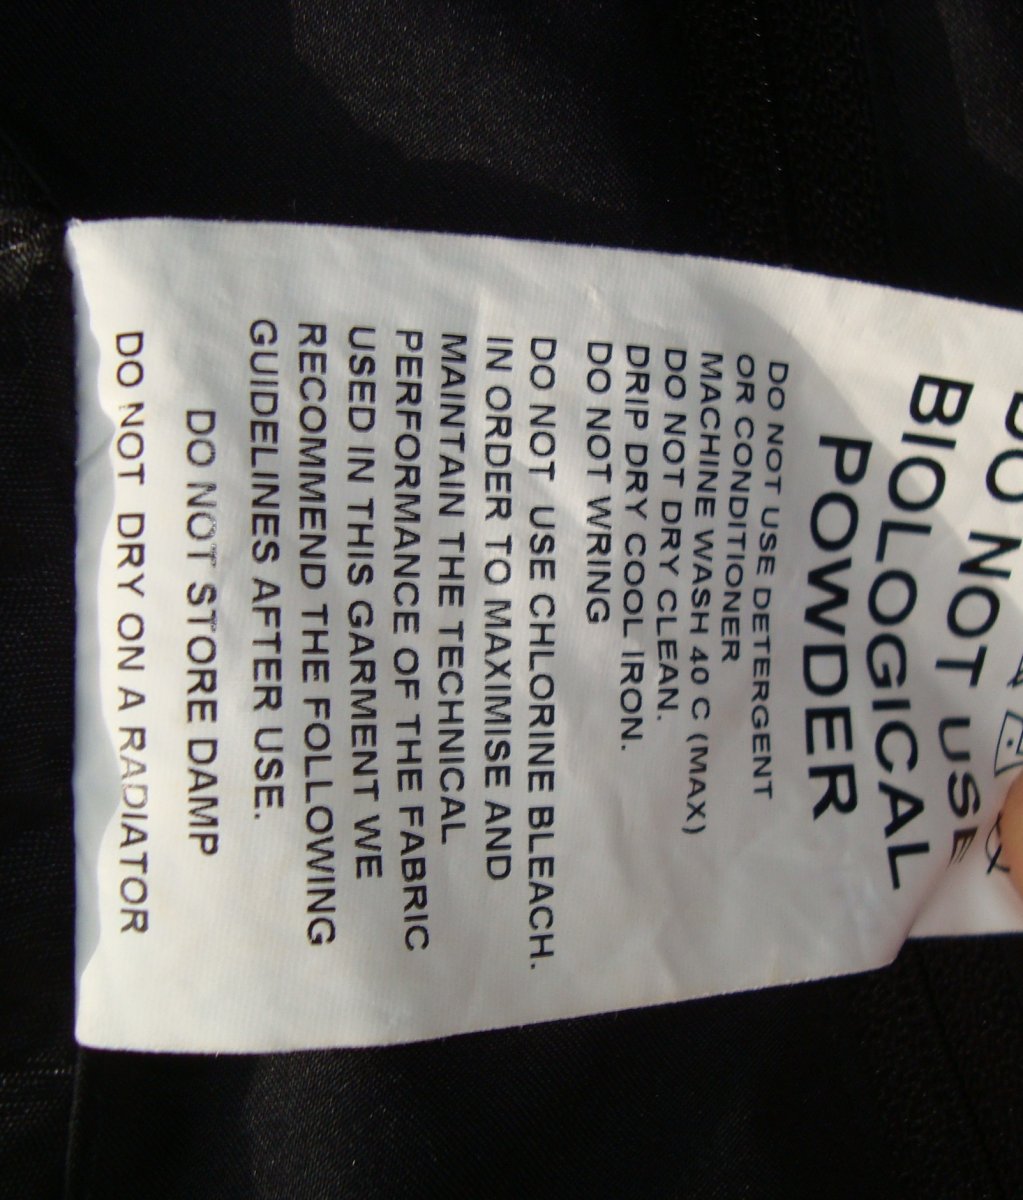 DO NOT USE
BIOLOGICAL
POWDER
DO NOT USE DETERGENT
OR CONDITIONER
MACHINE WASH 40 C (MAX)
DO NOT DRY CLEAN.
DRIP DRY COOL IRON.
DO NOT WRING
DO NOT USE CHLORINE BLEACH.
IN ORDER TO MAXIMISE AND
MAINTAIN THE TECHNICAL
PERFORMANCE OF THE FABRIC
USED IN THIS GARMENT WE
RECOMMEND THE FOLLOWING
GUIDELINES AFTER USE.
DO NOT STORE DAMP
DO NOT DRY ON A RADIATOR